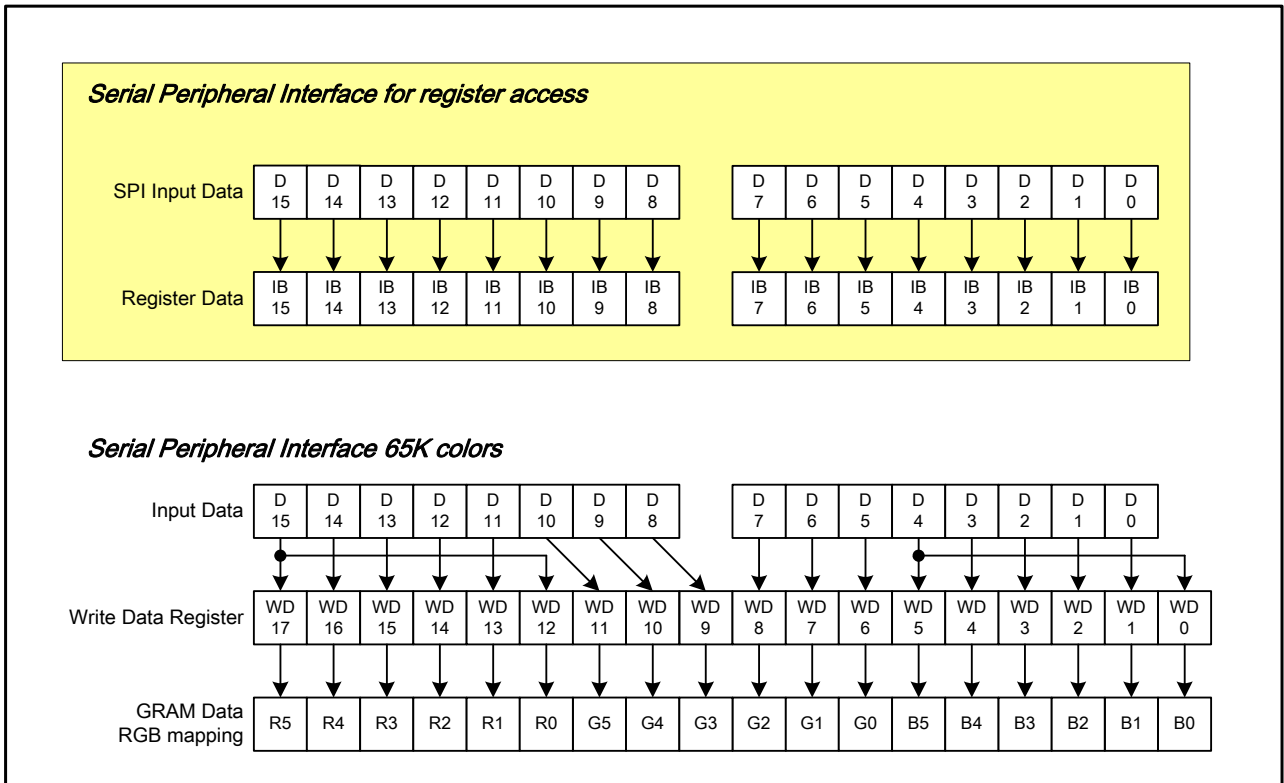 Serial Peripheral Interface for register access
D D D D D D D D D D D D D D D D
SPI Input Data 15 14 13 12 11 10 9 8 7 6 5 4 3 2 1 0
IB IB IB IB IB IB IB IB IB IB IB IB IB IB IB IB
Register Data 15 14 13 12 11 10 9 8 7 6 5 4 3 2 1 0
Serial Peripheral Interface 65K colors
D D D D D D D D D D D D D D D D
Input Data 15 14 13 12 11 10 9 8 7 6 5 4 3 2 1 0
WD WD WD WD WD WD WD WD WD WD WD WD WD WD WD WD WD WD
Write Data Register 17 16 15 14 13 12 11 10 9 8 7 6 5 4 3 2 1 0
GRAM Data
RGB mapping R5 R4 R3 R2 R1 R0 G5 G4 G3 G2 G1 G0 B5 B4 B3 B2 B1 B0